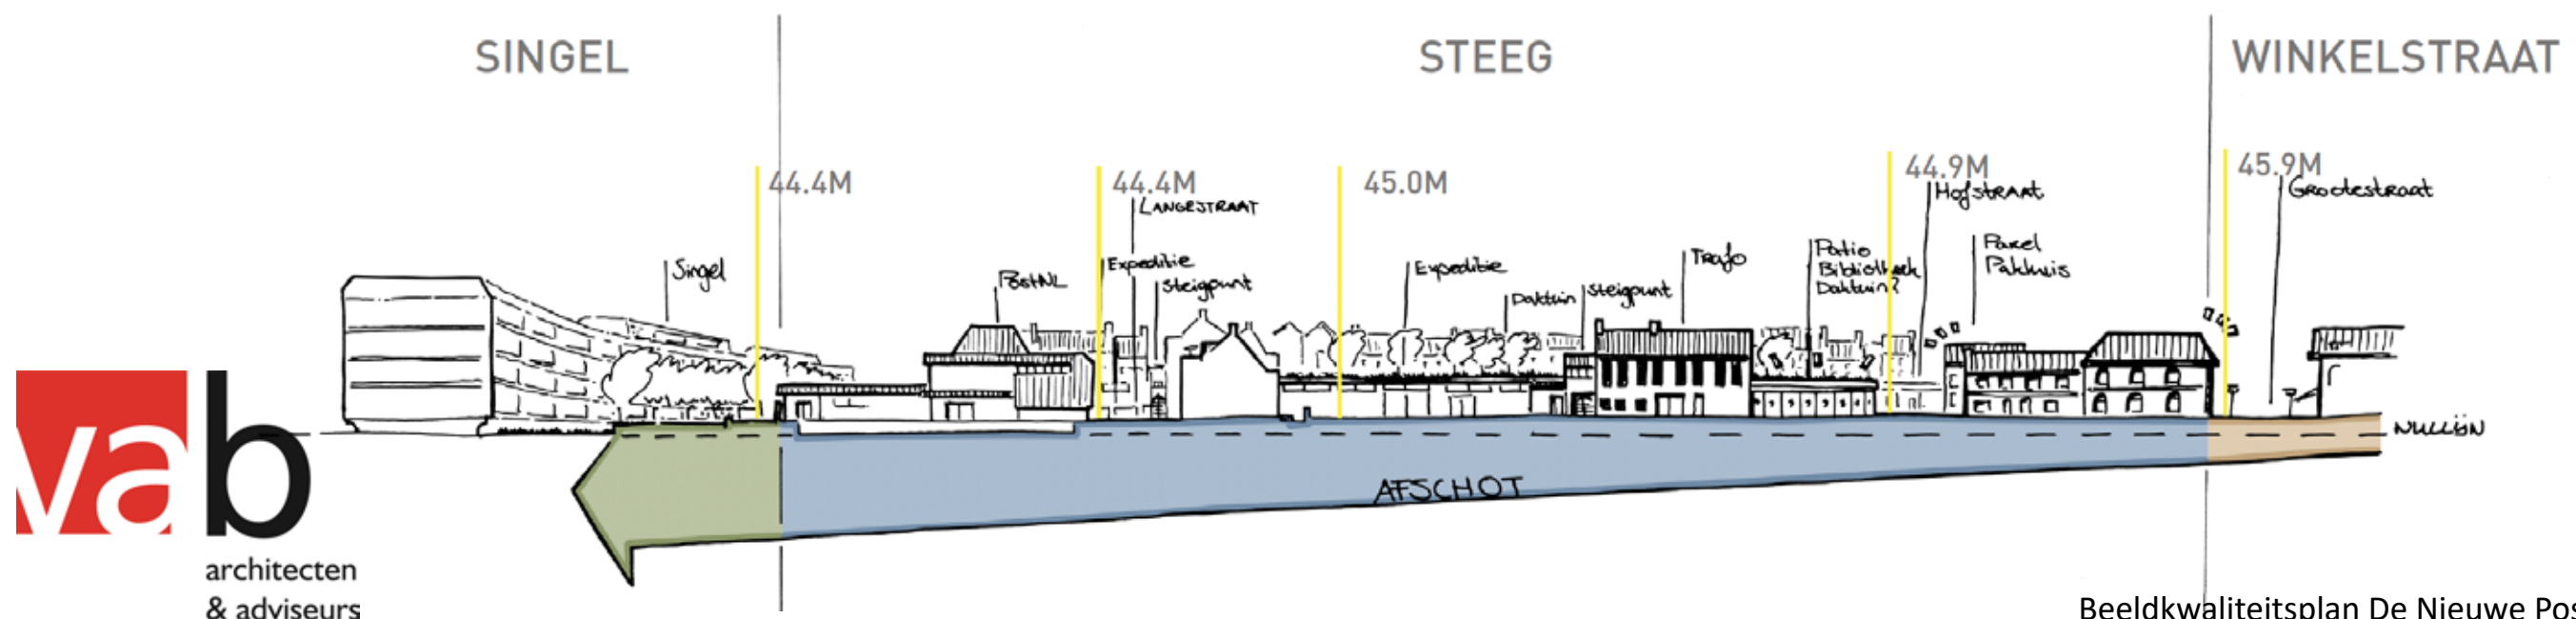 SINGEL
STEEG
WINKELSTRAAT
44.4M
44.4M
45.0M
44.9M
45.9M
Singel
PostNL
LANGESTRAAT
Expeditie
Steigpunt
Expeditie
Daktuin
Steigpunt
Trafo
Patio
Bibliotheek
Daktuin?
Hofstraat
Parel
Pakhuis
Grootestraat
NULLIJN
AFSCHOT
vab
architecten
& adviseurs
Beeldkwaliteitsplan De Nieuwe Pos